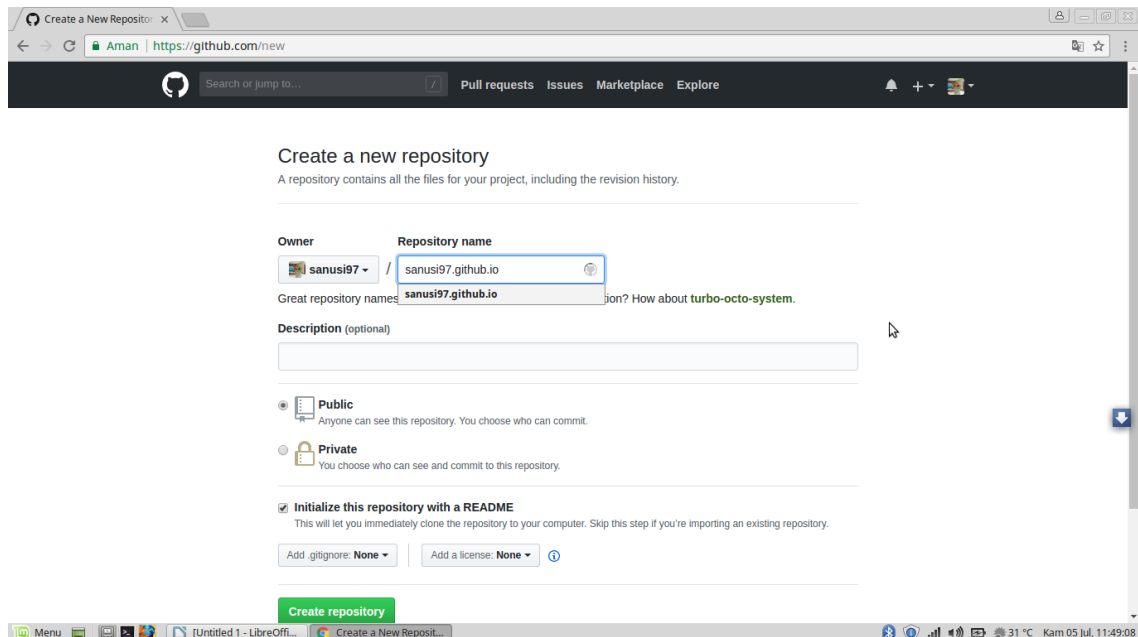 Create a New Repositor
Aman https://github.com/new
Search or jump to... / Pull requests Issues Marketplace Explore
Create a new repository
A repository contains all the files for your project, including the revision history.
Owner Repository name
sanusi97 / sanusi97.github.io
sanusi97.github.io
Great repository names ion? How about turbo-octo-system.
Description (optional)
Public
Anyone can see this repository. You choose who can commit.
Private
You choose who can see and commit to this repository.
Initialize this repository with a README
This will let you immediately clone the repository to your computer. Skip this step if you're importing an existing repository.
Add .gitignore: None Add a license: None
Create repository
Menu [Untitled 1 - LibreOffi... Create a New Reposit... 31 °C Kam 05 Jul, 11:49:08